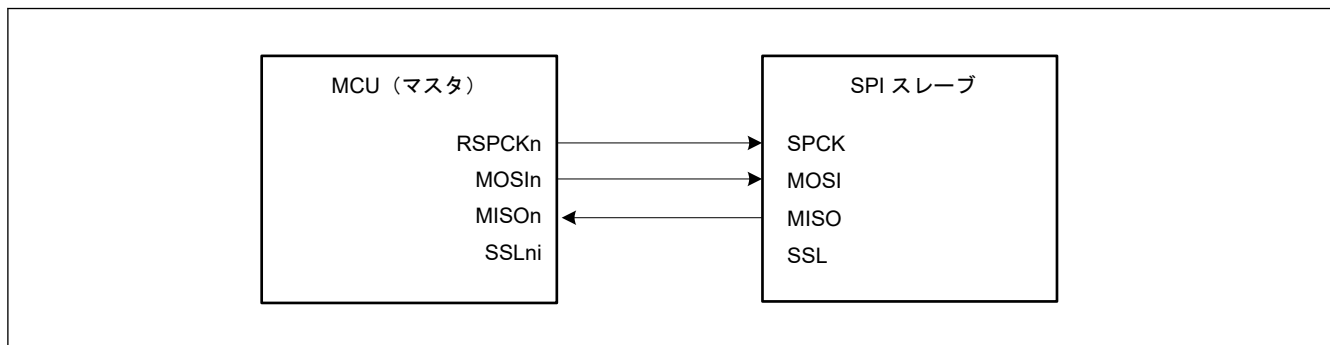 MCU（マスタ）
RSPCKn
MOSIn
MISOn
SSLni
SPI スレーブ
SPCK
MOSI
MISO
SSL